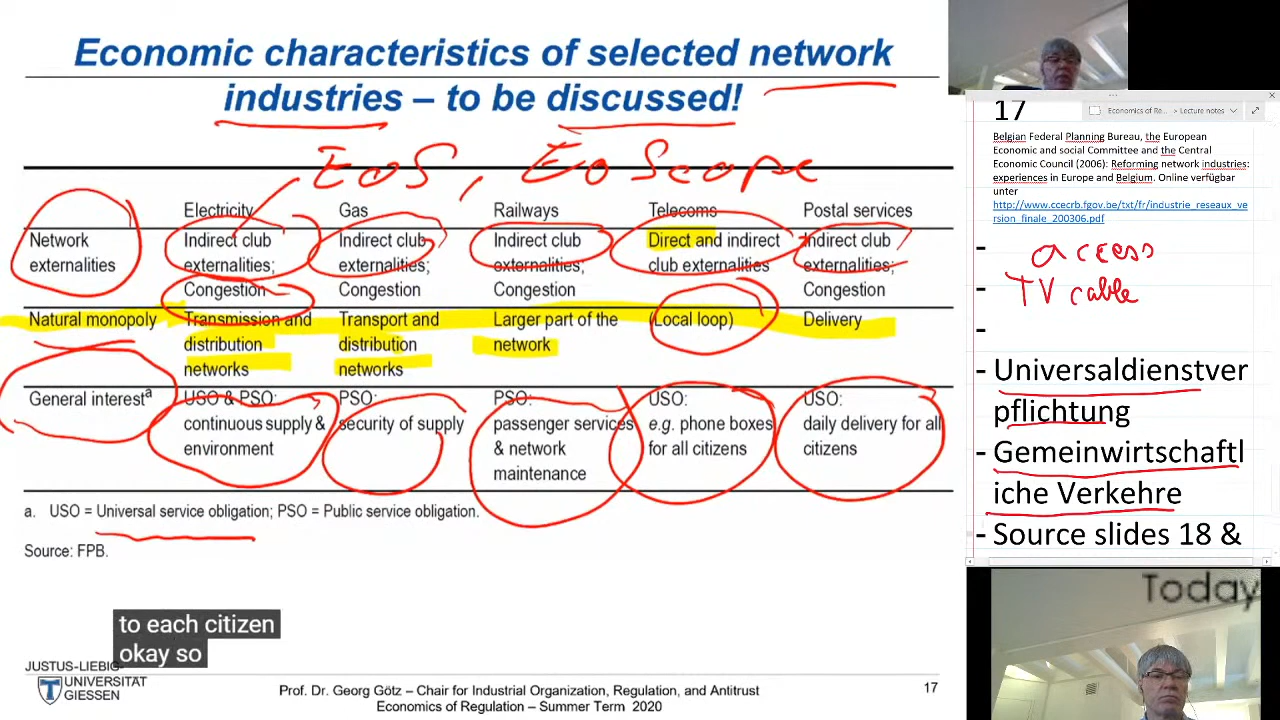 Economic characteristics of selected network
industries – to be discussed!
EoS, Eo Scope
Electricity Gas Railways Telecoms Postal services
Network Indirect club Indirect club Indirect club Direct and indirect Indirect club
externalities externalities; externalities; externalities; club externalities externalities;
Congestion Congestion Congestion Congestion
Natural monopoly Transmission and Transport and Larger part of the (Local loop) Delivery
distribution distribution network
networks networks
General interest a USO & PSO: PSO: PSO: USO: USO:
continuous supply & security of supply passenger services e.g. phone boxes daily delivery for all
environment & network for all citizens citizens
maintenance
a. USO = Universal service obligation; PSO = Public service obligation.
Source: FPB.
to each citizen
okay so
JUSTUS-LIEBIG-
UNIVERSITAT
GIESSEN
Prof. Dr. Georg Götz – Chair for Industrial Organization, Regulation, and Antitrust
Economics of Regulation – Summer Term 2020
17
17
Economics of Re... > Lecture notes
Belgian Federal Planning Bureau, the European
Economic and social Committee and the Central
Economic Council (2006): Reforming network industries:
experiences in Europe and Belgium. Online verfügbar
unter
http://www.ccecrb.fgov.be/txt/fr/industrie_reseaux_ve
rsion_finale_200306.pdf
-
access
-
TV cable
-
- Universaldienstver
pflichtung
- Gemeinwirtschaftl
iche Verkehre
- Source slides 18 &
Today